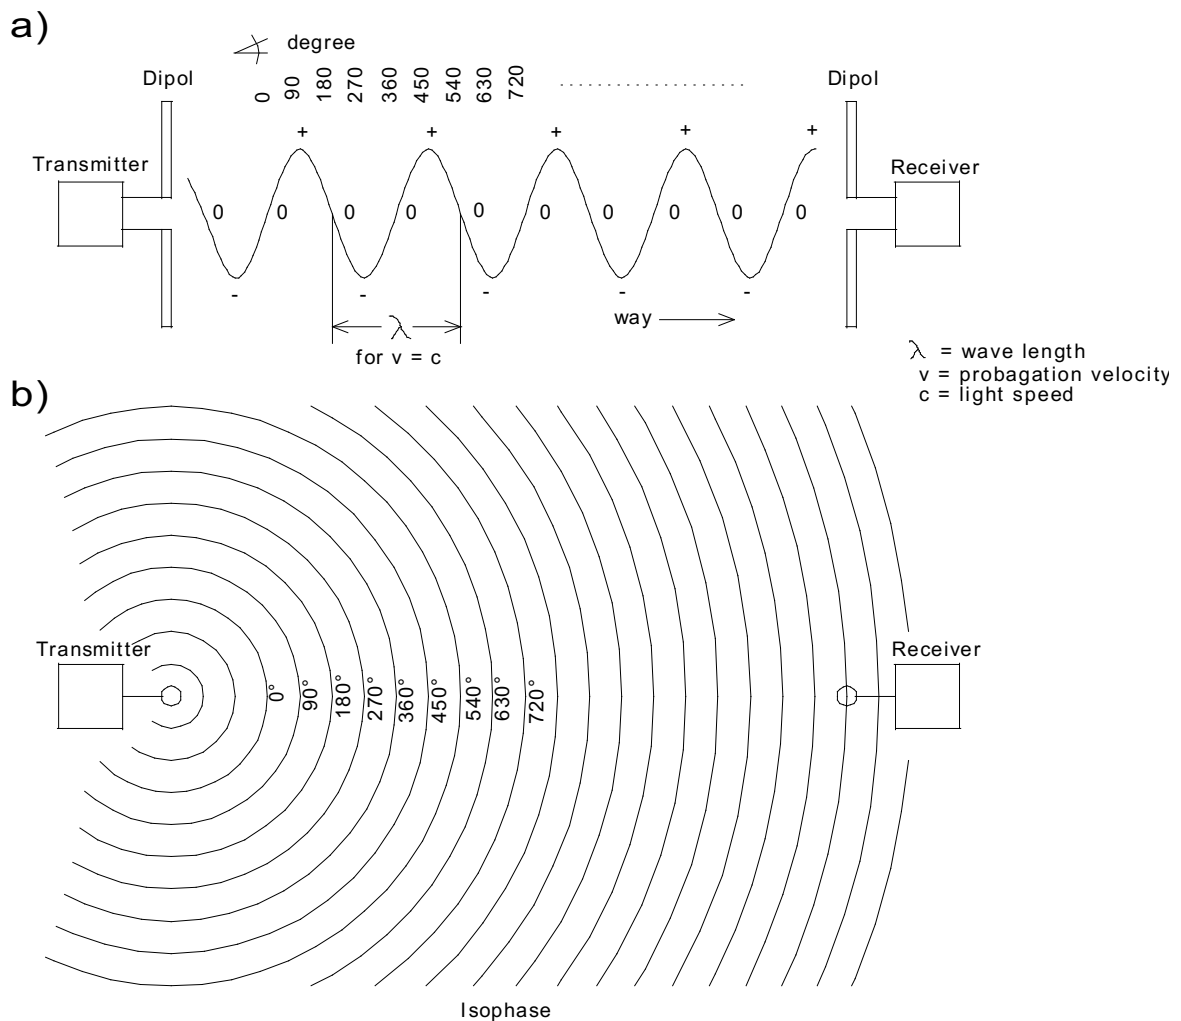 a)
degree
0 90 180 270 360 450 540 630 720
Dipol
Dipol
Transmitter
Receiver
+ + + + +
0 0 0 0 0 0 0 0 0 0
- - - - -
way
λ
for v = c
λ = wave length
v = probagation velocity
c = light speed
b)
Transmitter
Receiver
0° 90° 180° 270° 360° 450° 540° 630° 720°
Isophase